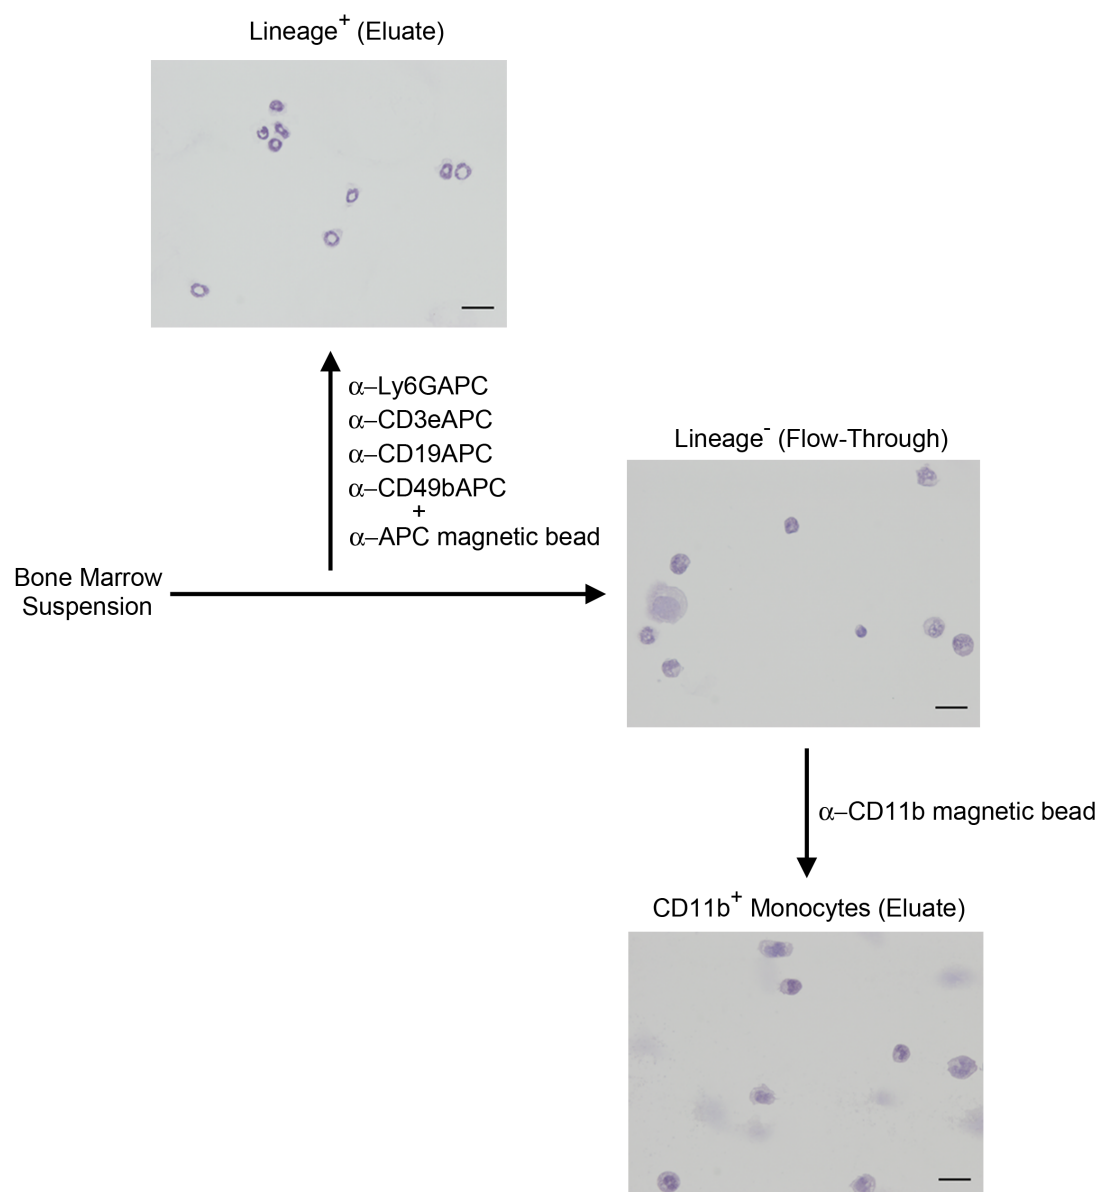 Lineage⁺ (Eluate)
α–Ly6GAPC
α–CD3eAPC
α–CD19APC
α–CD49bAPC
+
α–APC magnetic bead
Bone Marrow
Suspension
Lineage⁻ (Flow-Through)
α–CD11b magnetic bead
CD11b⁺ Monocytes (Eluate)